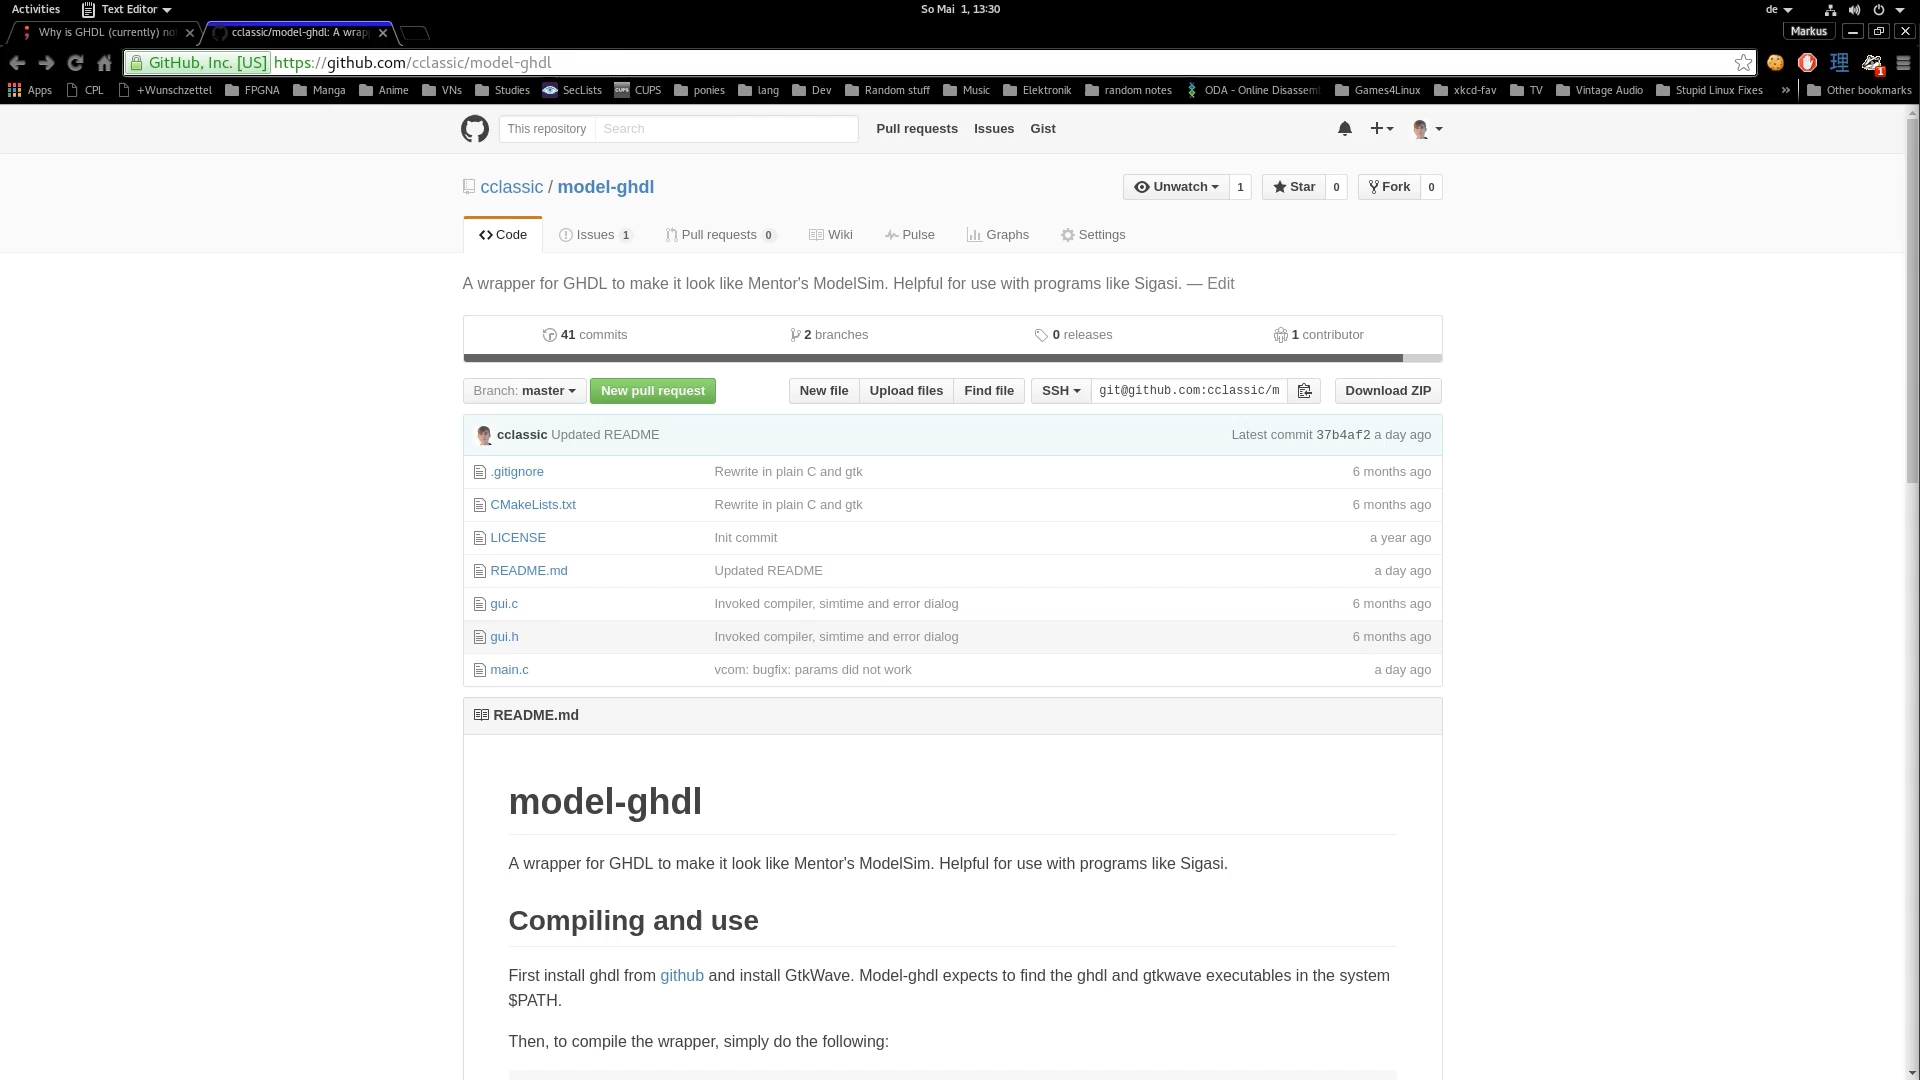 Activities Text Editor So Mai 1, 13:30 de
Why is GHDL (currently) no cclassic/model-ghdl: A wrap Markus
GitHub, Inc. [US] https://github.com/cclassic/model-ghdl 1
Apps CPL +Wunschzettel FPGNA Manga Anime VNs Studies SecLists CUPS ponies lang Dev Random stuff Music Elektronik random notes ODA - Online Disassem Games4Linux xkcd-fav TV Vintage Audio Stupid Linux Fixes » Other bookmarks
This repository Search Pull requests Issues Gist
cclassic / model-ghdl Unwatch 1 Star 0 Fork 0
Code Issues 1 Pull requests 0 Wiki Pulse Graphs Settings
A wrapper for GHDL to make it look like Mentor's ModelSim. Helpful for use with programs like Sigasi. — Edit
41 commits 2 branches 0 releases 1 contributor
Branch: master New pull request New file Upload files Find file SSH git@github.com:cclassic/m Download ZIP
cclassic Updated README Latest commit 37b4af2 a day ago
.gitignore Rewrite in plain C and gtk 6 months ago
CMakeLists.txt Rewrite in plain C and gtk 6 months ago
LICENSE Init commit a year ago
README.md Updated README a day ago
gui.c Invoked compiler, simtime and error dialog 6 months ago
gui.h Invoked compiler, simtime and error dialog 6 months ago
main.c vcom: bugfix: params did not work a day ago
README.md
model-ghdl
A wrapper for GHDL to make it look like Mentor's ModelSim. Helpful for use with programs like Sigasi.
Compiling and use
First install ghdl from github and install GtkWave. Model-ghdl expects to find the ghdl and gtkwave executables in the system
$PATH.
Then, to compile the wrapper, simply do the following: